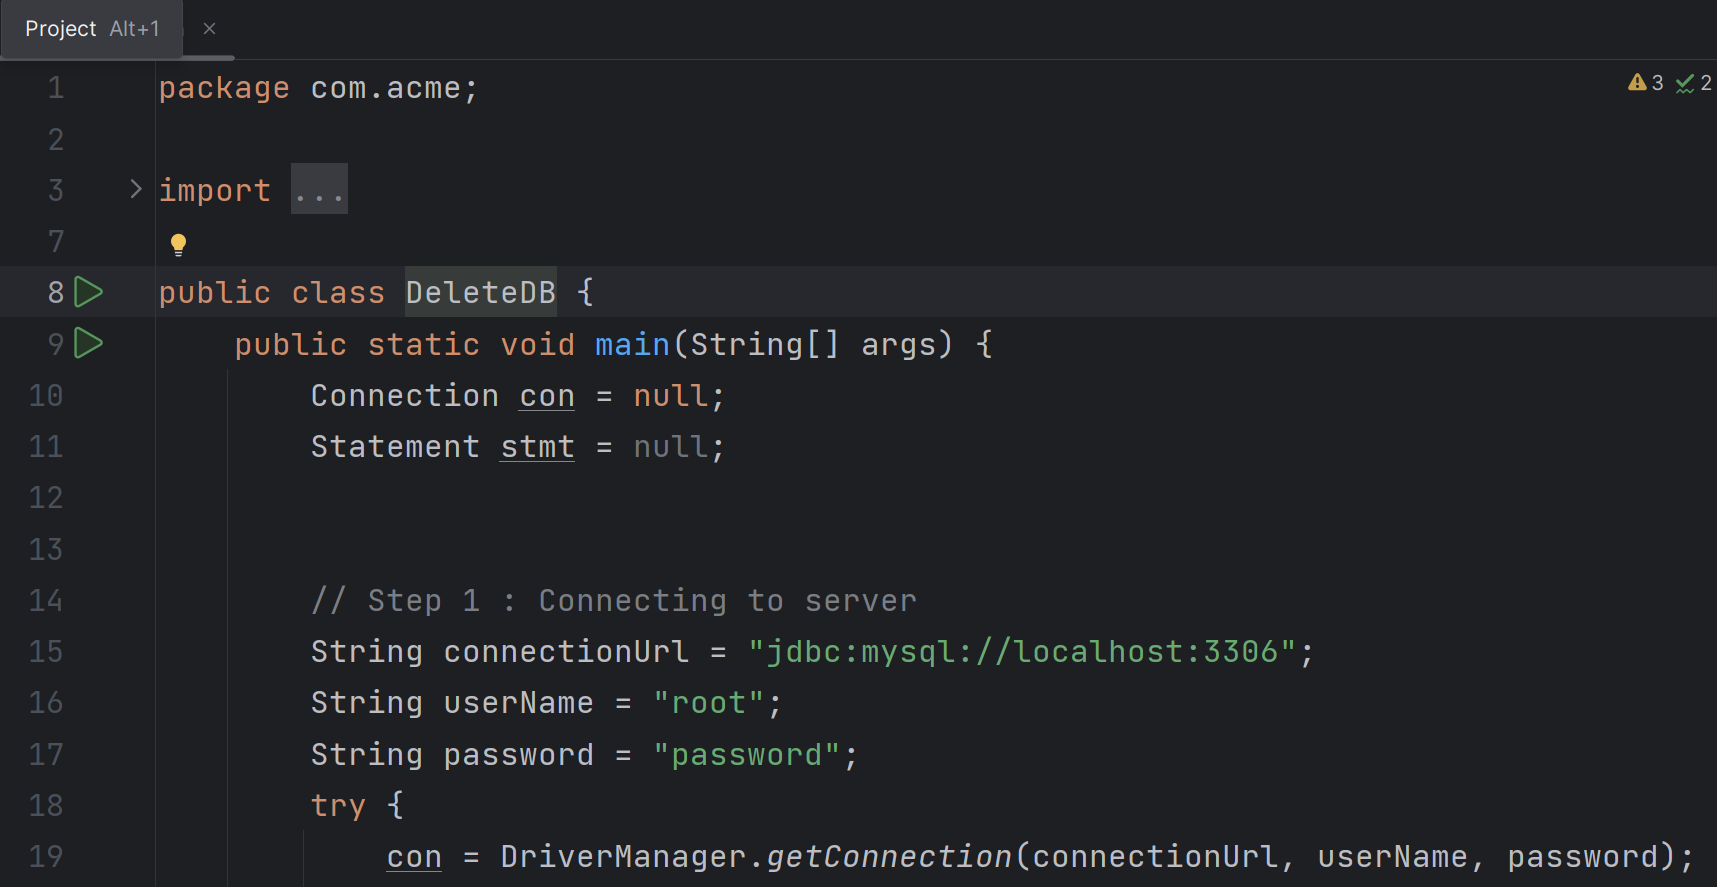 Project Alt+1
1 package com.acme;
3 2
2
3 import ...
7
8 public class DeleteDB {
9 public static void main(String[] args) {
10 Connection con = null;
11 Statement stmt = null;
12
13
14 // Step 1 : Connecting to server
15 String connectionUrl = "jdbc:mysql://localhost:3306";
16 String userName = "root";
17 String password = "password";
18 try {
19 con = DriverManager.getConnection(connectionUrl, userName, password);